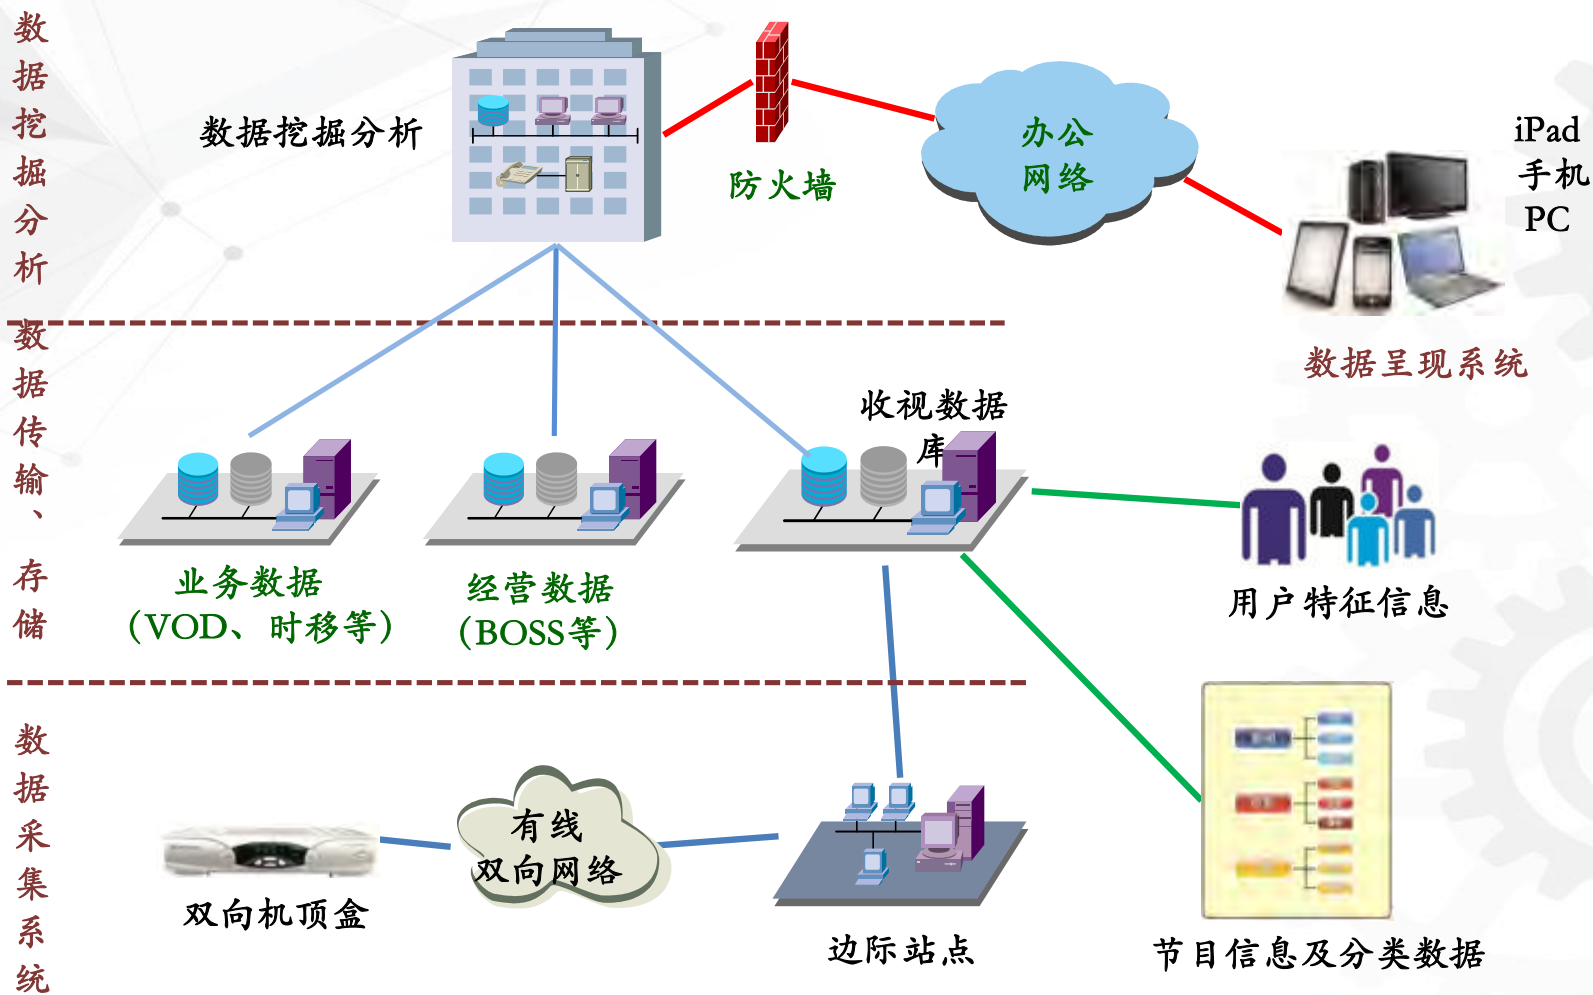 数据挖掘分析
数据挖掘分析
防火墙
办公
网络
iPad
手机
PC
数据呈现系统
数据传输、存储
收视数据
库
业务数据
（VOD、时移等）
经营数据
（BOSS等）
用户特征信息
数据采集系统
双向机顶盒
有线
双向网络
边际站点
节目信息及分类数据